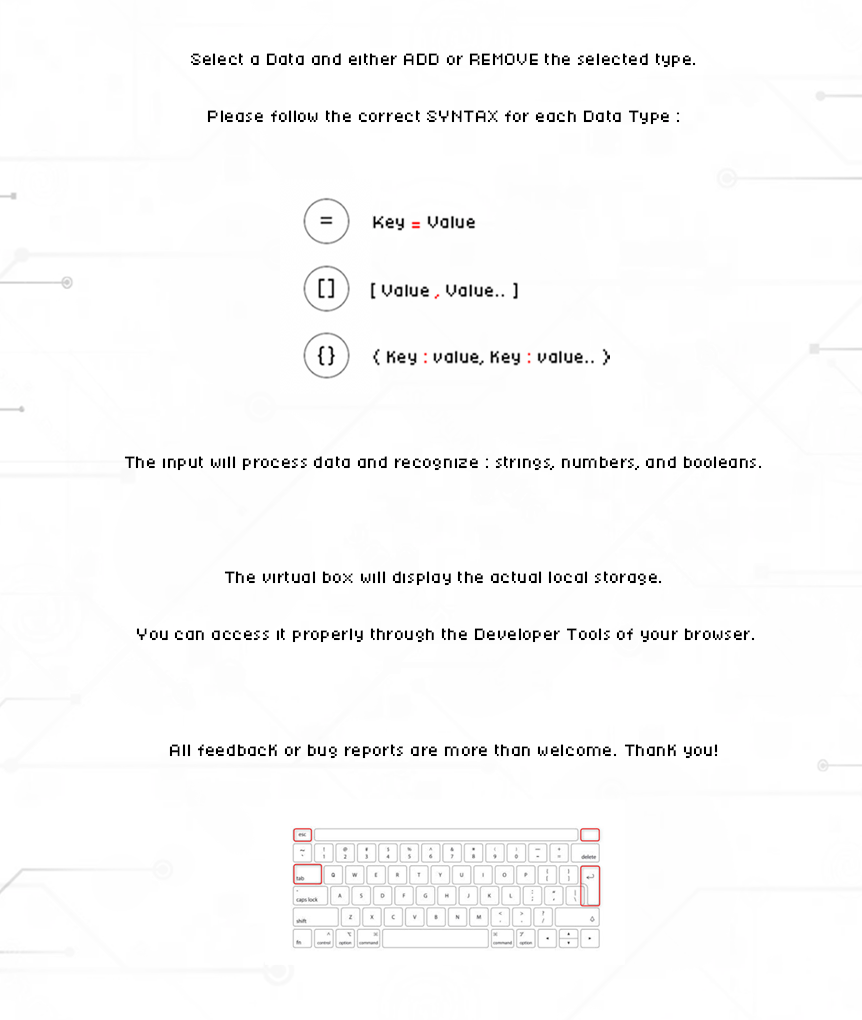 Select a Data and either ADD or REMOVE the selected type.
Please follow the correct SYNTAX for each Data Type :
= Key = Value
[] [ Value , Value.. ]
{} { Key : value, Key : value.. }
The input will process data and recognize : strings, numbers, and booleans.
The virtual box will display the actual local storage.
You can access it properly through the Developer Tools of your browser.
All feedback or bug reports are more than welcome. Thank you!
esc
~ ! @ # $ % ^ & * ( ) — +
1 2 3 4 5 6 7 8 9 0 - = delete
tab Q W E R T Y U I O P { [ } ]
caps lock A S D F G H J K L : ; " ' | \
shift Z X C V B N M < , > . ? /
fn control option command command option